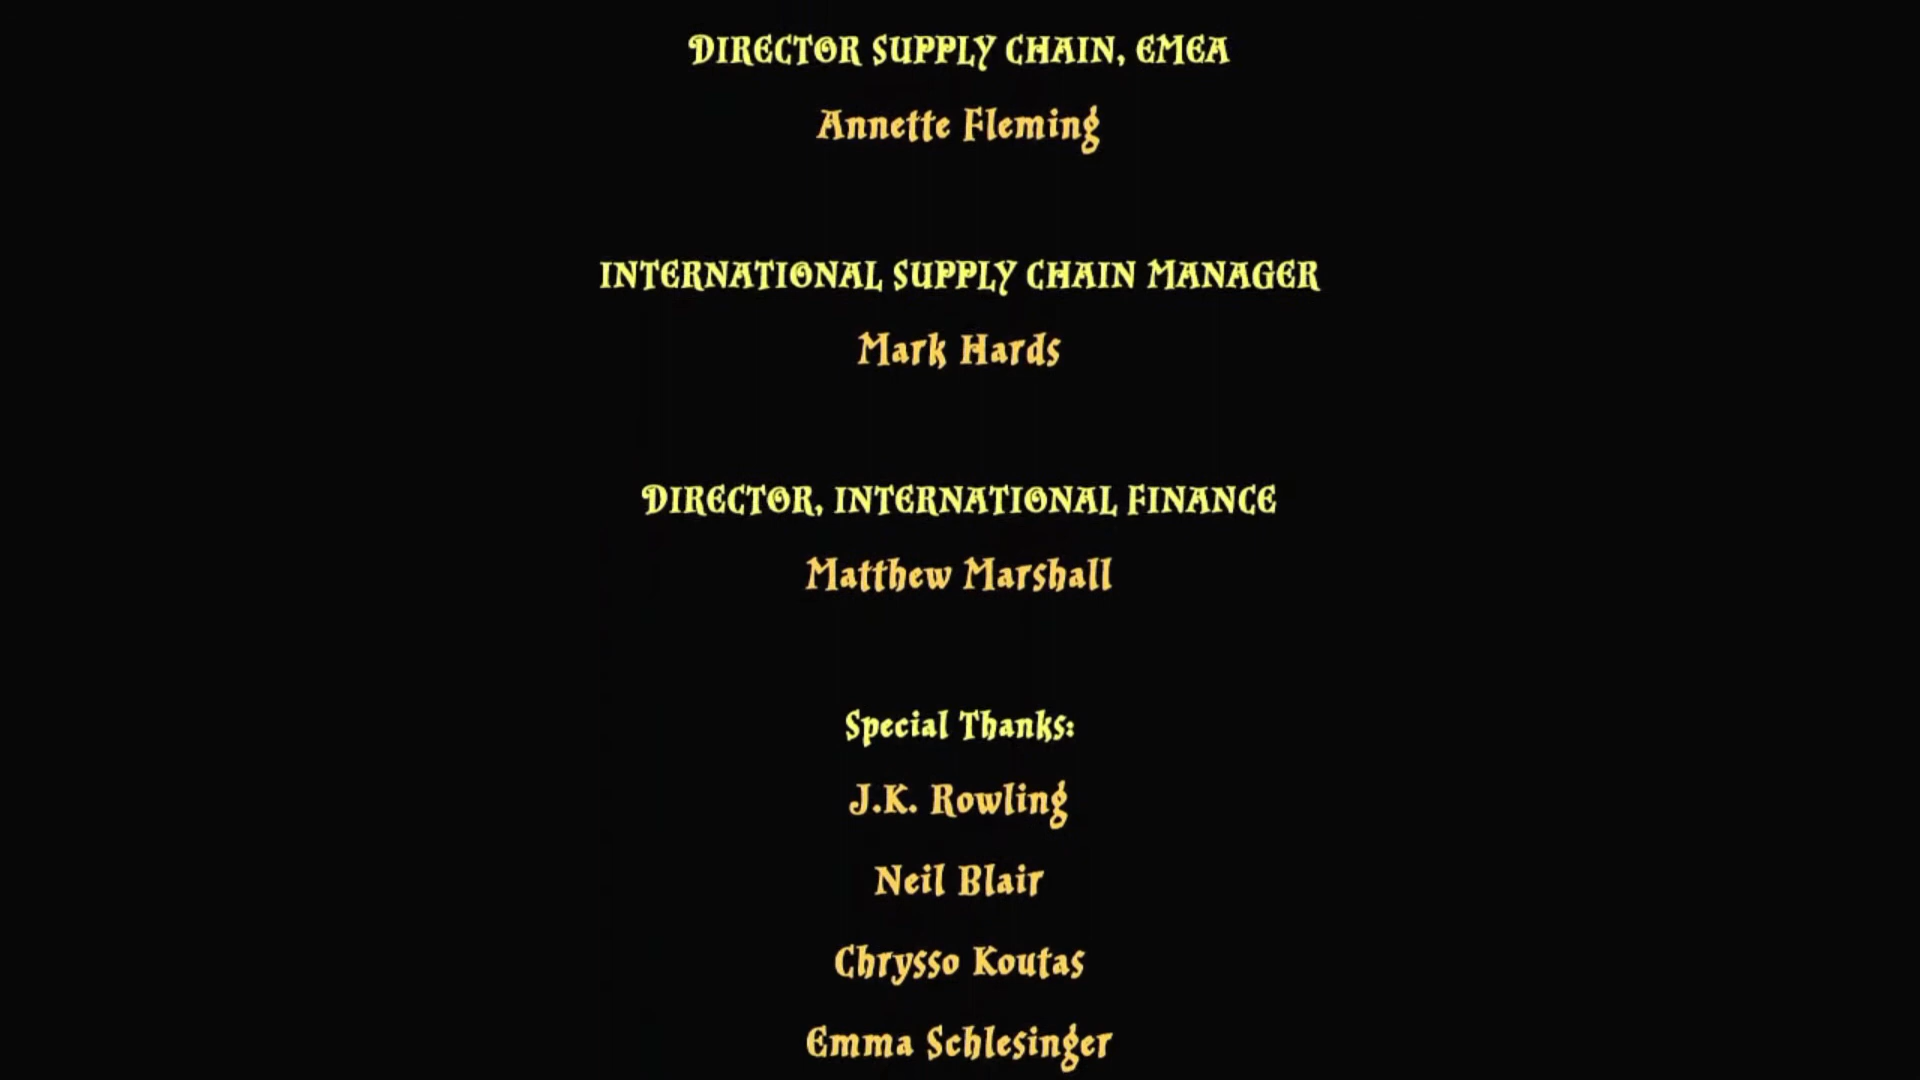 DIRECTOR SUPPLY CHAIN, EMEA
Annette Fleming
INTERNATIONAL SUPPLY CHAIN MANAGER
Mark Hards
DIRECTOR, INTERNATIONAL FINANCE
Matthew Marshall
Special Thanks:
J.K. Rowling
Neil Blair
Chrysso Koutas
Emma Schlesinger